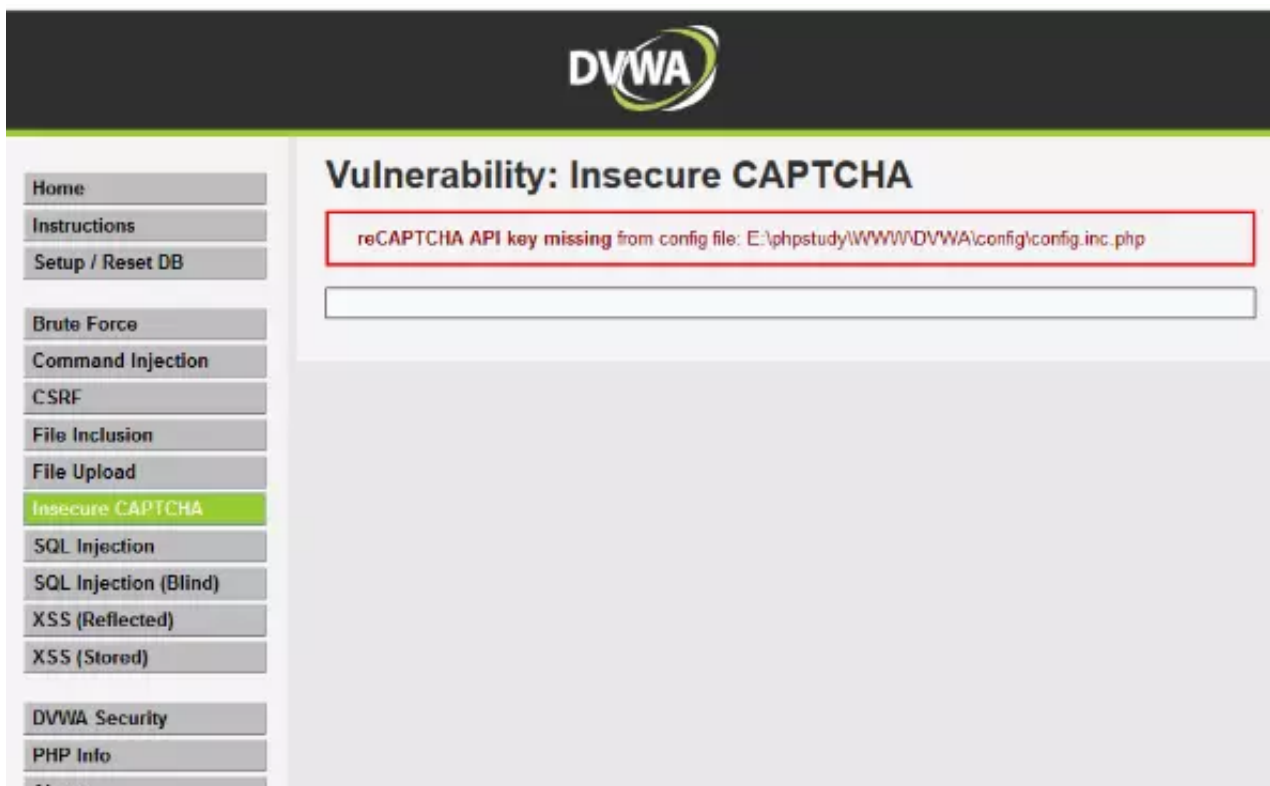 DVWA
Vulnerability: Insecure CAPTCHA
reCAPTCHA API key missing from config file: E:\phpstudy\WWW\DVWA\config\config.inc.php
Home
Instructions
Setup / Reset DB
Brute Force
Command Injection
CSRF
File Inclusion
File Upload
Insecure CAPTCHA
SQL Injection
SQL Injection (Blind)
XSS (Reflected)
XSS (Stored)
DVWA Security
PHP Info